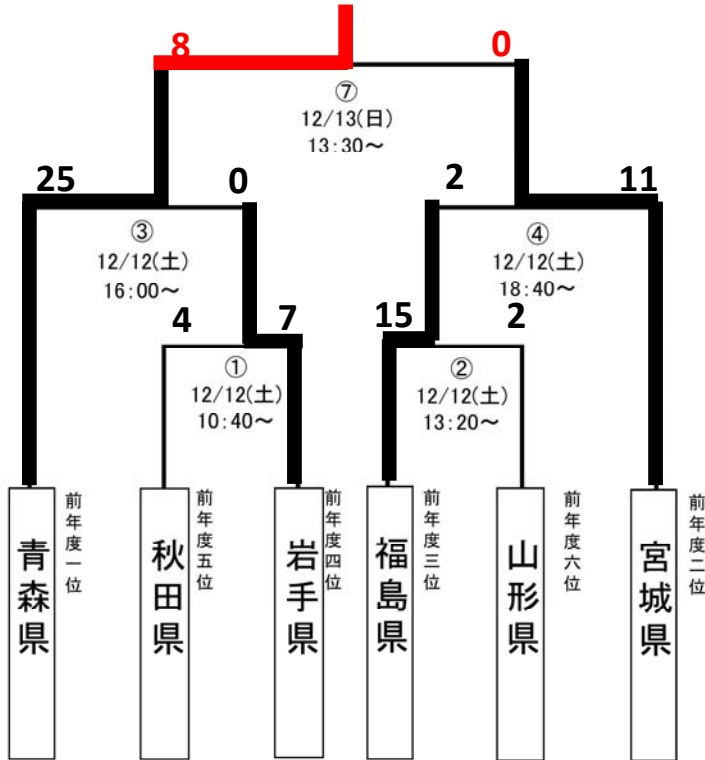 8
0
⑦
12/13(日)
13:30～
25
0
2
11
③
12/12(土)
16:00～
④
12/12(土)
18:40～
4
7
15
2
①
12/12(土)
10:40～
②
12/12(土)
13:20～
青森県
前年度一位
秋田県
前年度五位
岩手県
前年度四位
福島県
前年度三位
山形県
前年度六位
宮城県
前年度二位